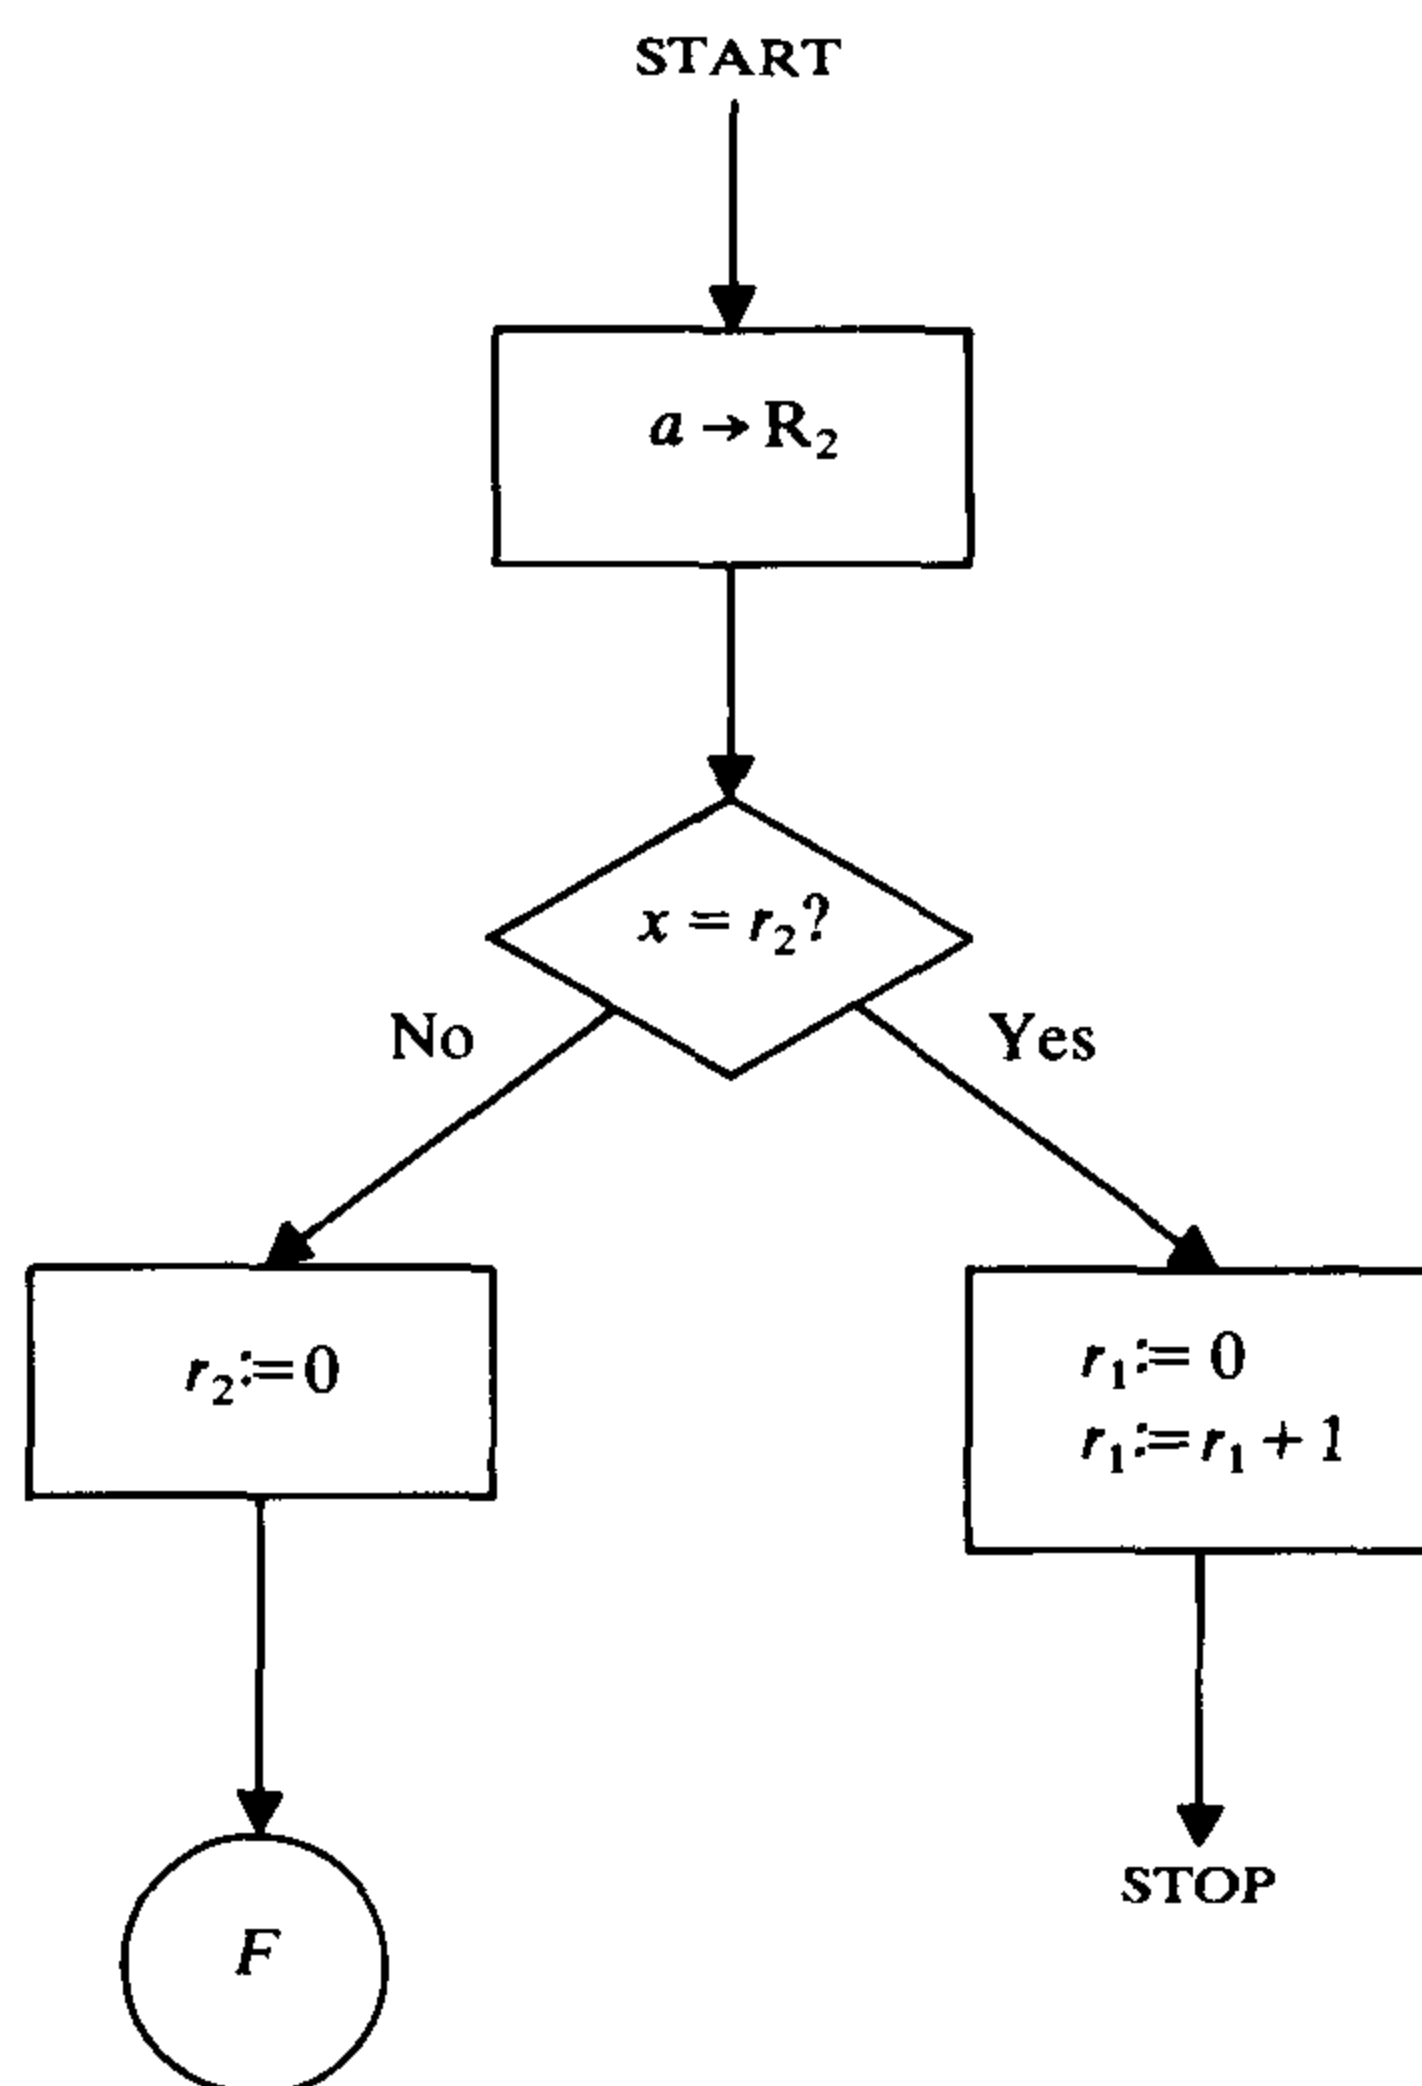 START
a → R₂
x = r₂?
No
Yes
r₂:=0
r₁:= 0
r₁:= r₁ + 1
F
STOP